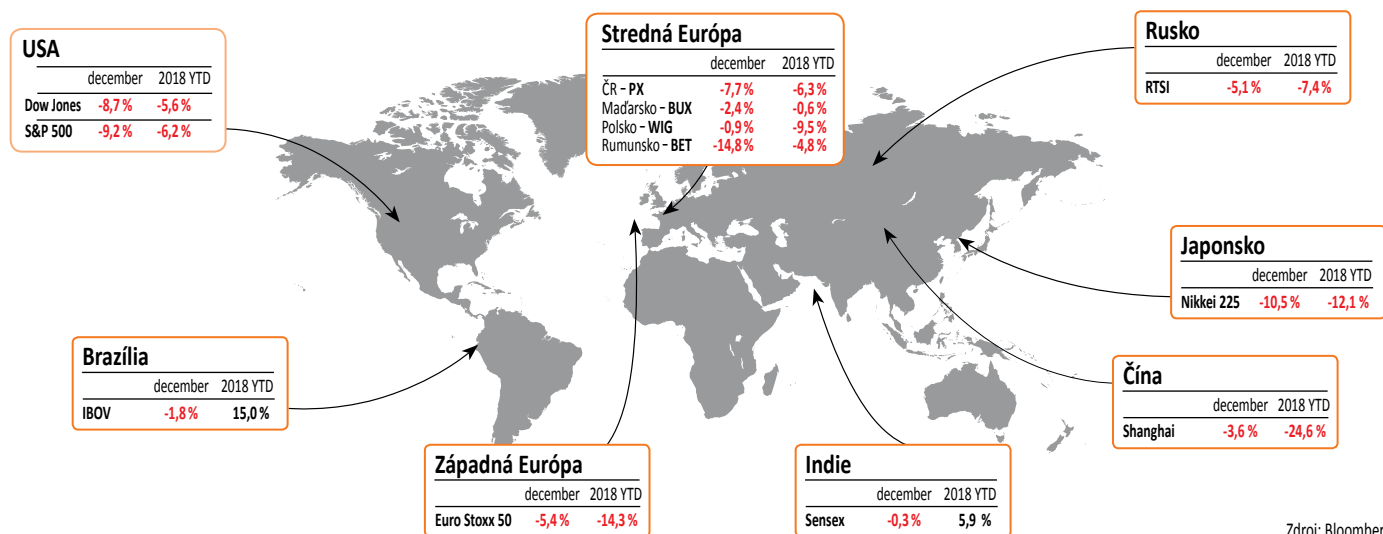 USA
december 2018 YTD
Dow Jones -8,7 % -5,6 %
S&P 500 -9,2 % -6,2 %
Stredná Európa
december 2018 YTD
ČR – PX -7,7 % -6,3 %
Maďarsko – BUX -2,4 % -0,6 %
Polsko – WIG -0,9 % -9,5 %
Rumunsko – BET -14,8 % -4,8 %
Rusko
december 2018 YTD
RTSI -5,1 % -7,4 %
Japonsko
december 2018 YTD
Nikkei 225 -10,5 % -12,1 %
Brazília
december 2018 YTD
IBOV -1,8 % 15,0 %
Čína
december 2018 YTD
Shanghai -3,6 % -24,6 %
Západná Európa
december 2018 YTD
Euro Stoxx 50 -5,4 % -14,3 %
Indie
december 2018 YTD
Sensex -0,3 % 5,9 %
Zdroj: Bloomber